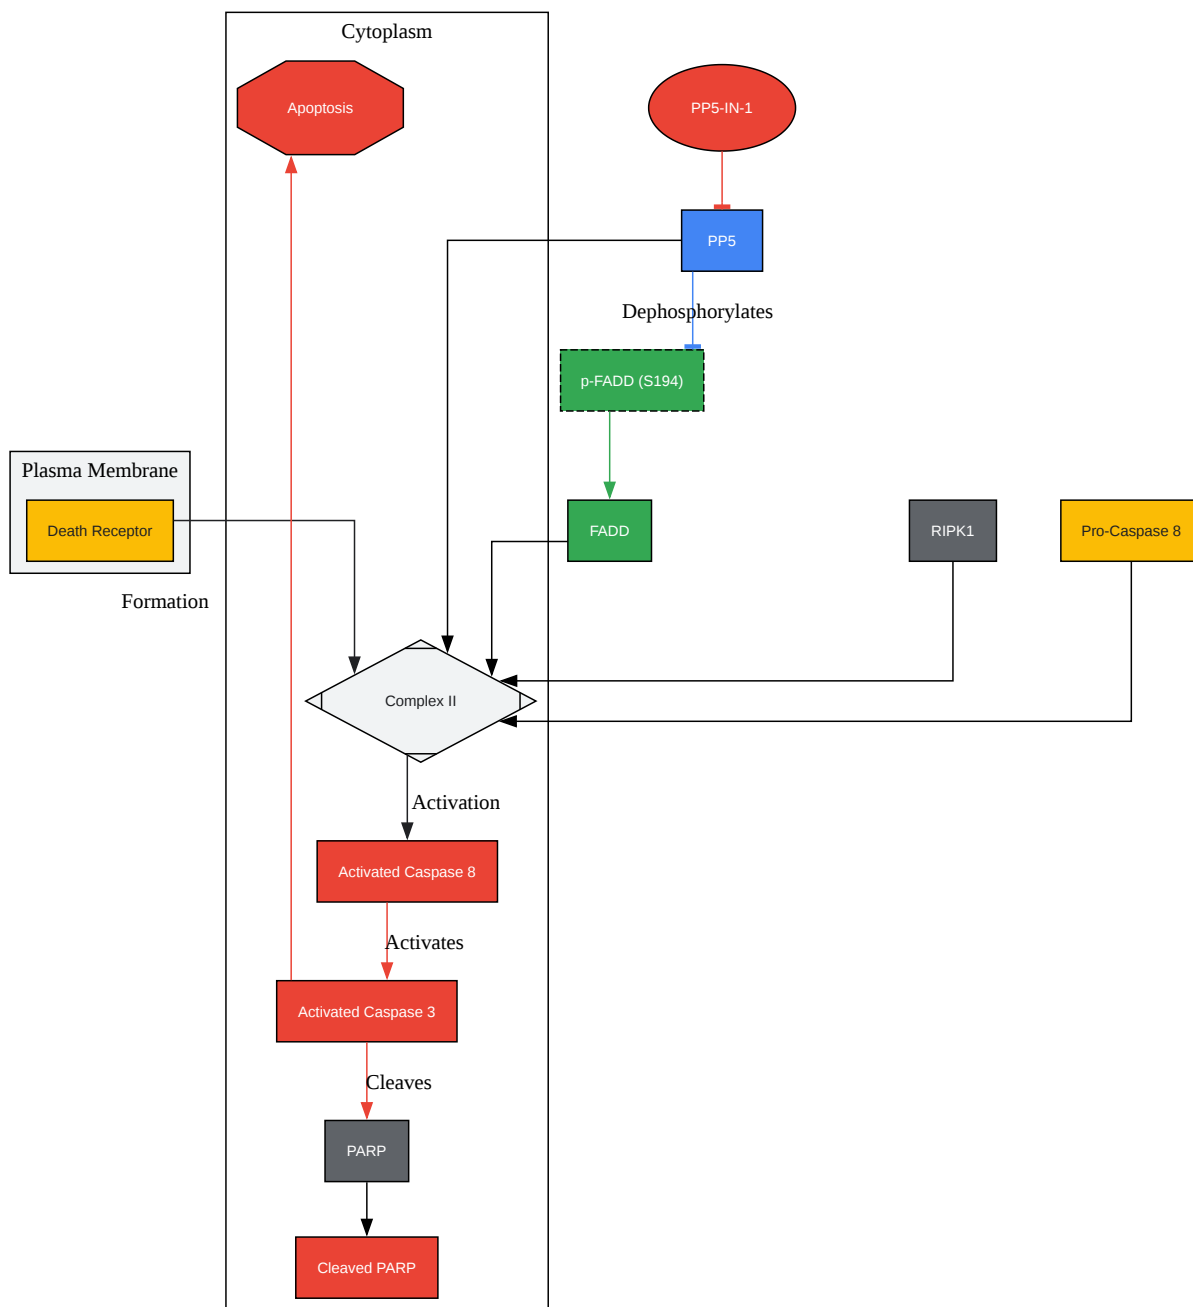 Cytoplasm
Apoptosis
PP5-IN-1
PP5
Dephosphorylates
p-FADD (S194)
Plasma Membrane
Death Receptor
FADD
RIPK1
Pro-Caspase 8
Formation
Complex II
Activation
Activated Caspase 8
Activates
Activated Caspase 3
Cleaves
PARP
Cleaved PARP